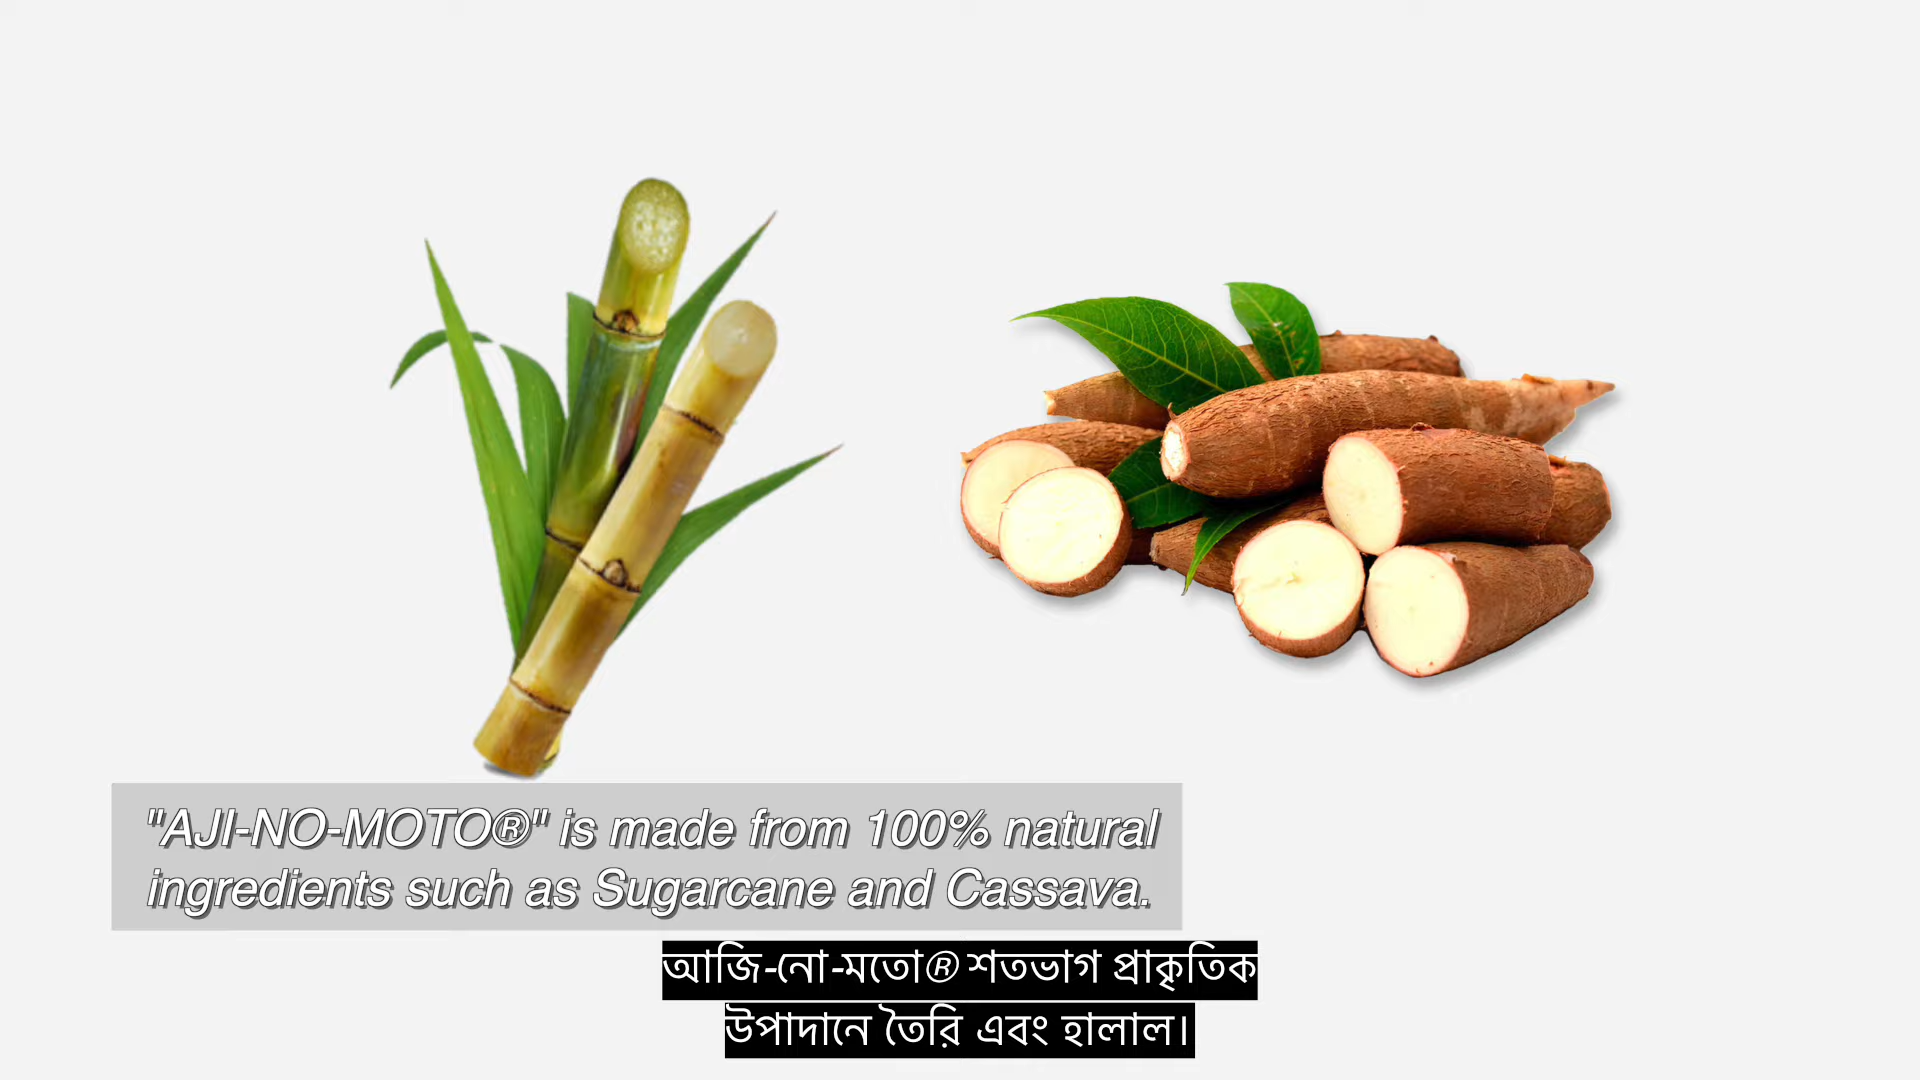 "AJI-NO-MOTO®" is made from 100% natural
ingredients such as Sugarcane and Cassava.
আজি-নো-মতো® শতভাগ প্রাকৃতিক
উপাদানে তৈরি এবং হালাল।